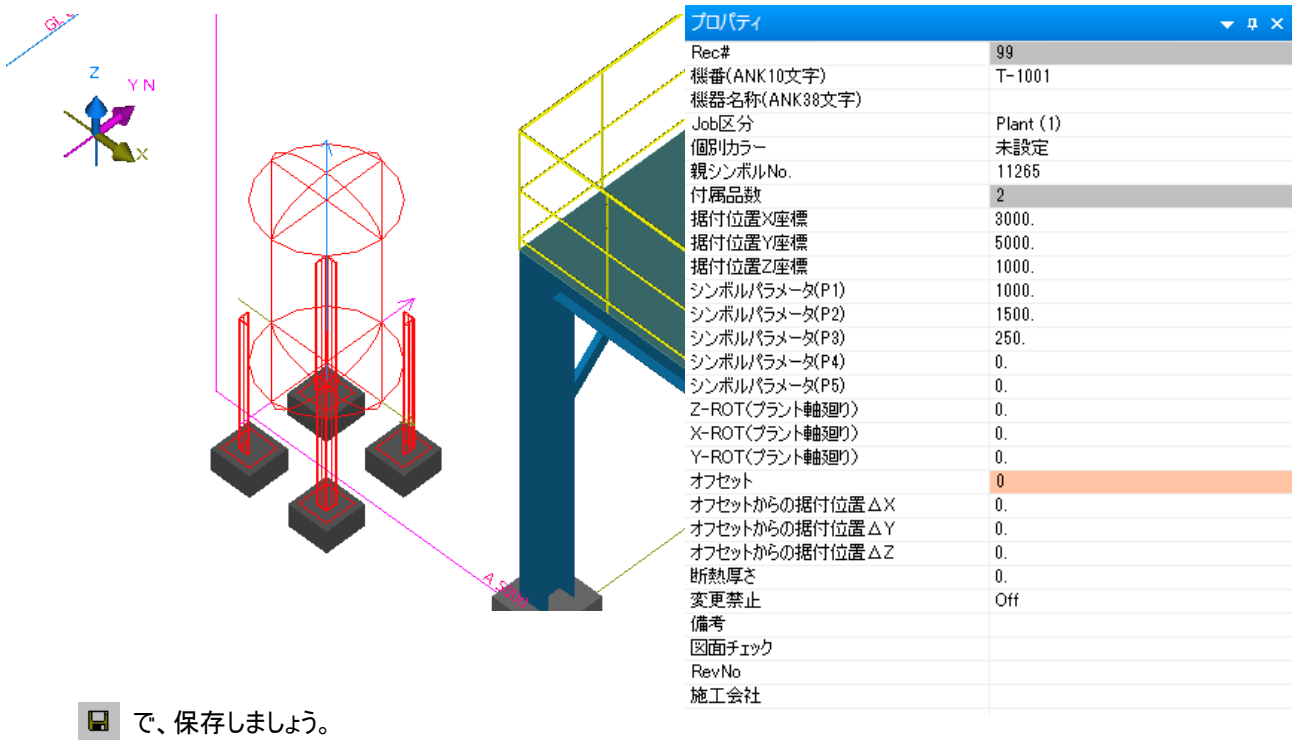 Z
Y N
X
A 5000
プロパティ
Rec# 99
機番(ANK10文字) T-1001
機器名称(ANK38文字)
Job区分 Plant (1)
個別カラー 未設定
親シンボルNo. 11265
付属品数 2
据付位置X座標 3000.
据付位置Y座標 5000.
据付位置Z座標 1000.
シンボルパラメータ(P1) 1000.
シンボルパラメータ(P2) 1500.
シンボルパラメータ(P3) 250.
シンボルパラメータ(P4) 0.
シンボルパラメータ(P5) 0.
Z-ROT(プラント軸廻り) 0.
X-ROT(プラント軸廻り) 0.
Y-ROT(プラント軸廻り) 0.
オフセット 0
オフセットからの据付位置△X 0.
オフセットからの据付位置△Y 0.
オフセットからの据付位置△Z 0.
断熱厚さ 0.
変更禁止 Off
備考
図面チェック
RevNo
施工会社
で、保存しましょう。